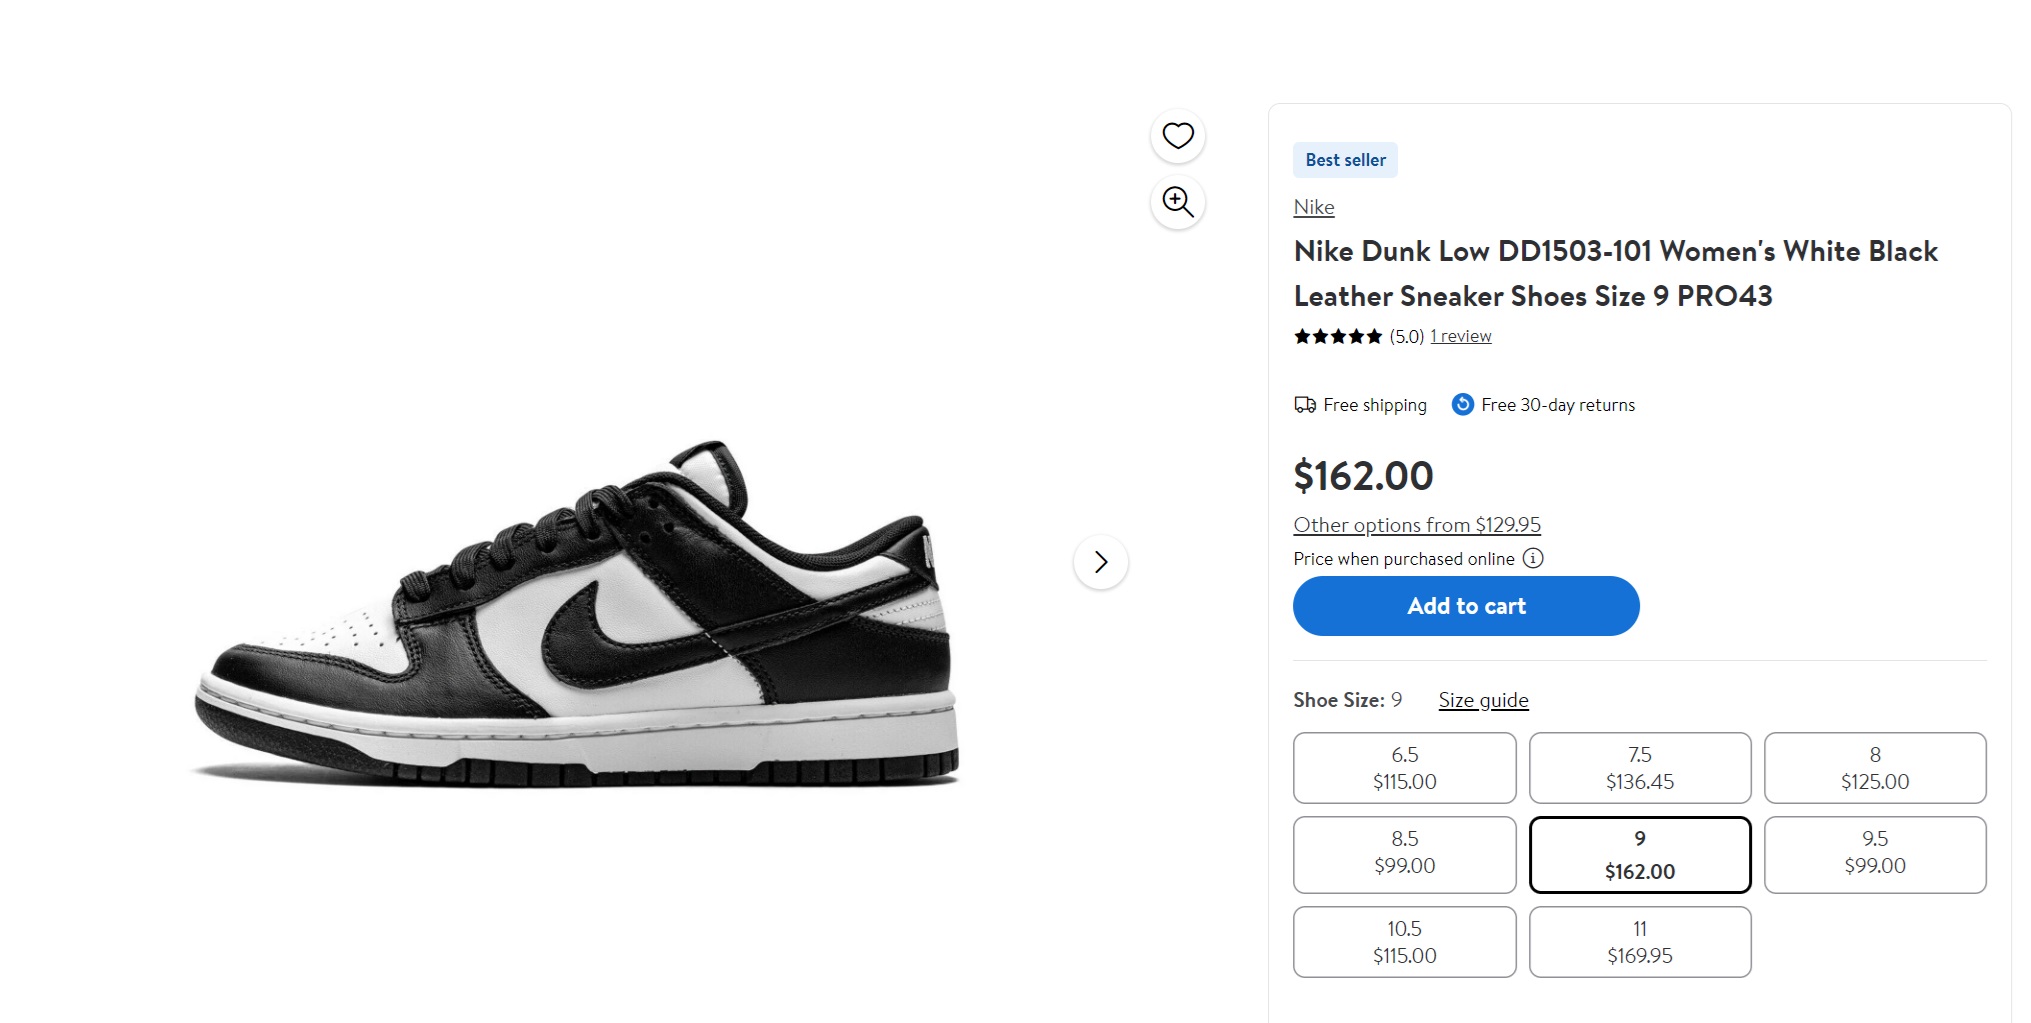 Best seller
Nike
Nike Dunk Low DD1503-101 Women's White Black
Leather Sneaker Shoes Size 9 PRO43
(5.0) 1 review
Free shipping Free 30-day returns
$162.00
Other options from $129.95
Price when purchased online
Add to cart
Shoe Size: 9 Size guide
6.5 7.5 8
$115.00 $136.45 $125.00
8.5 9 9.5
$99.00 $162.00 $99.00
10.5 11
$115.00 $169.95